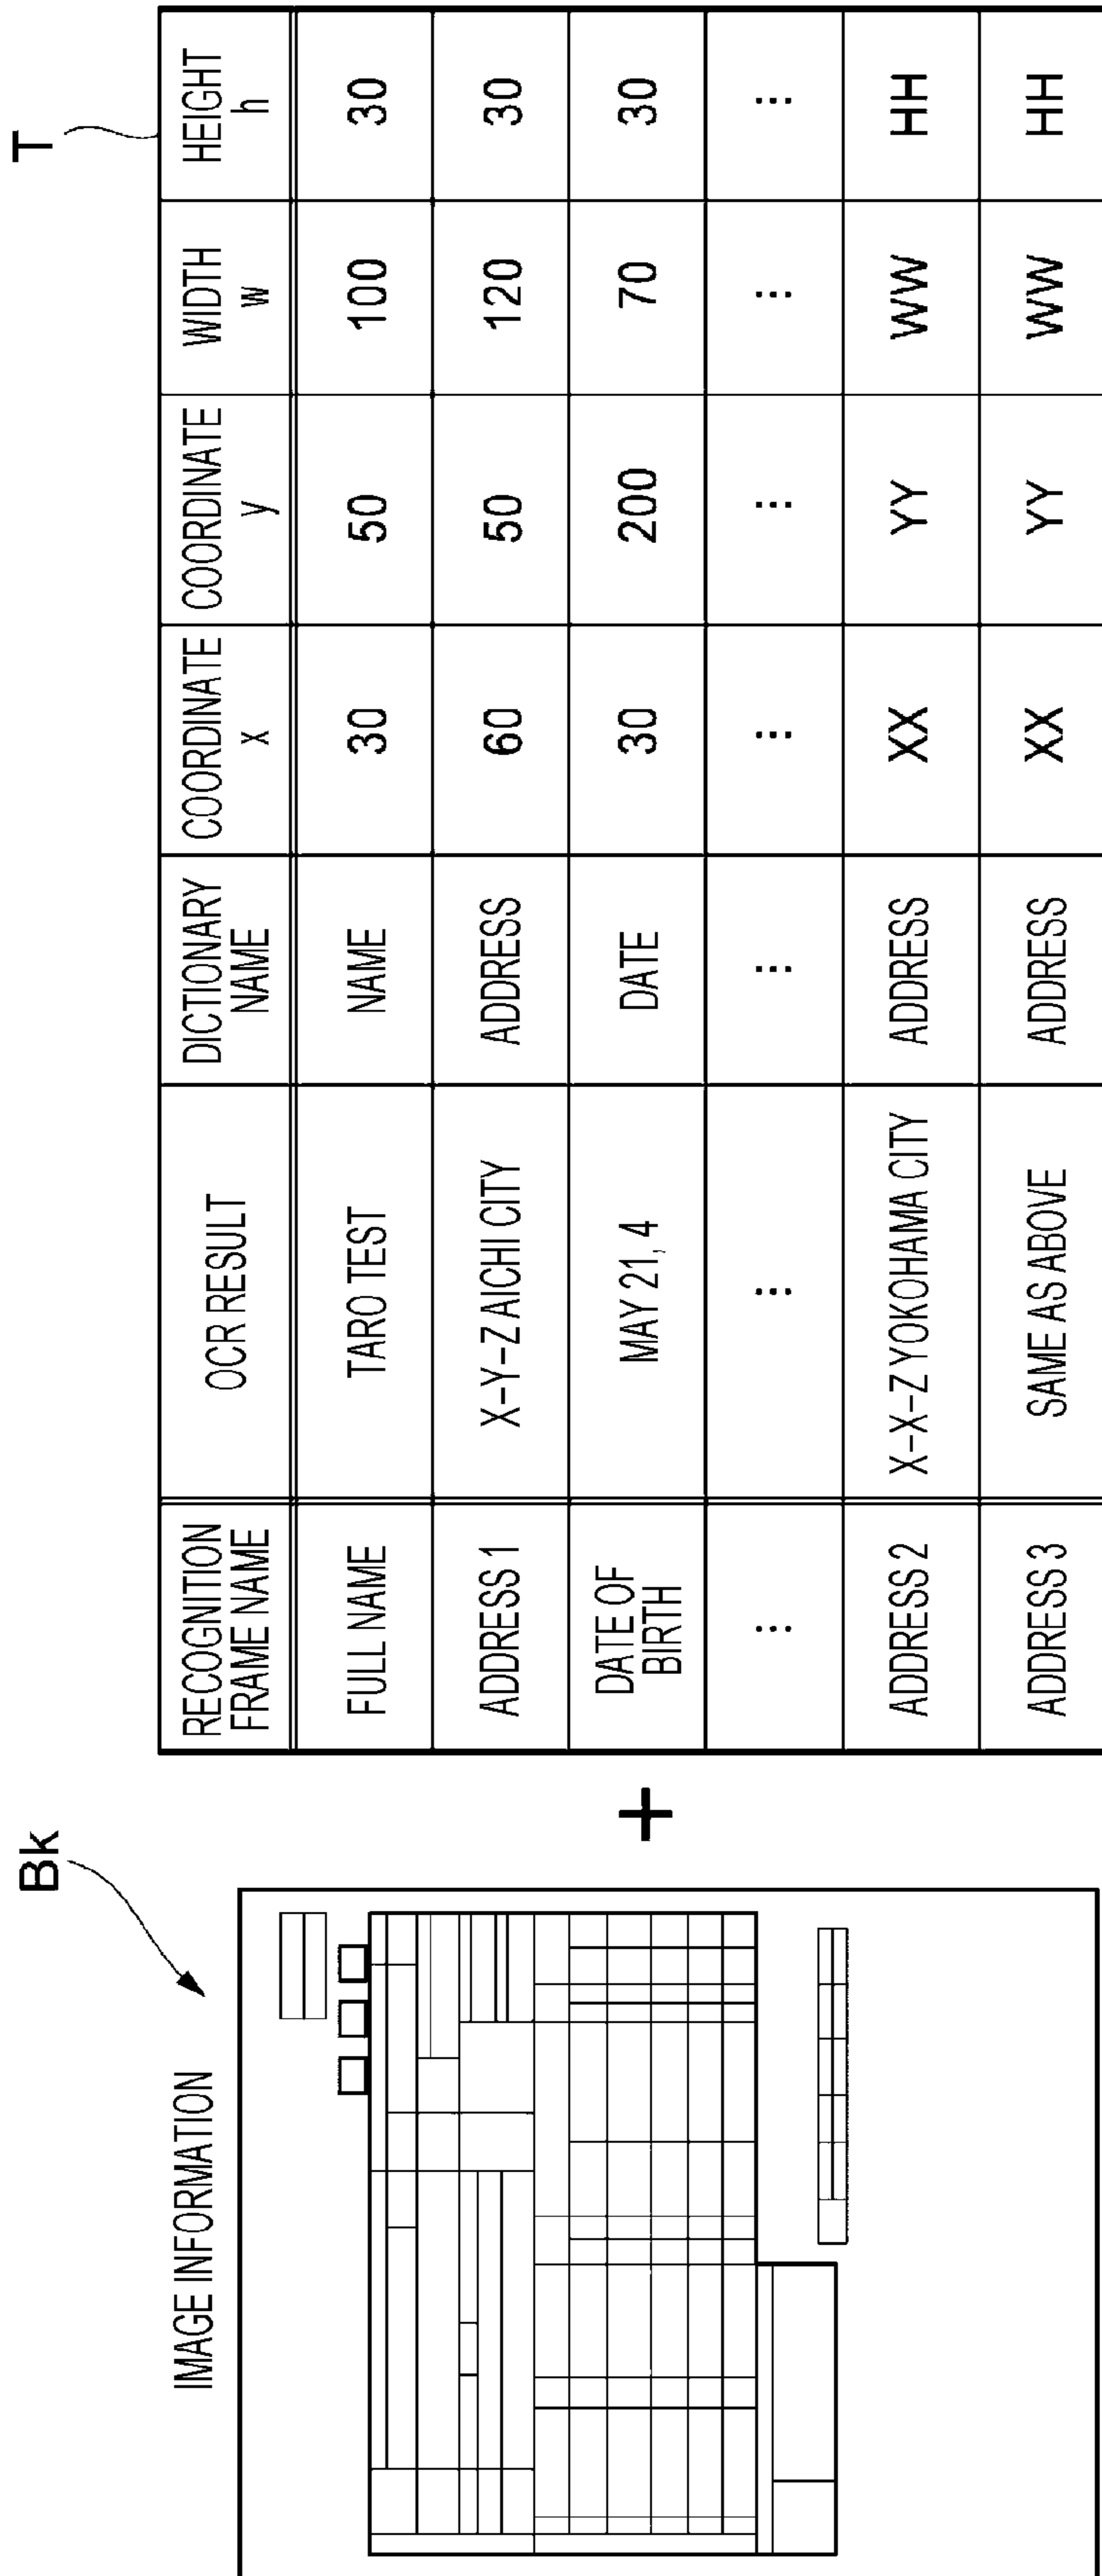 Bk
T
IMAGE INFORMATION
+
RECOGNITION FRAME NAME OCR RESULT DICTIONARY NAME COORDINATE x COORDINATE y WIDTH w HEIGHT h
FULL NAME TARO TEST NAME 30 50 100 30
ADDRESS 1 X-Y-Z AICHI CITY ADDRESS 60 50 120 30
DATE OF BIRTH MAY 21, 4 DATE 30 200 70 30
... ... ... ... ... ... ...
ADDRESS 2 X-X-Z YOKOHAMA CITY ADDRESS XX YY WW HH
ADDRESS 3 SAME AS ABOVE ADDRESS XX YY WW HH